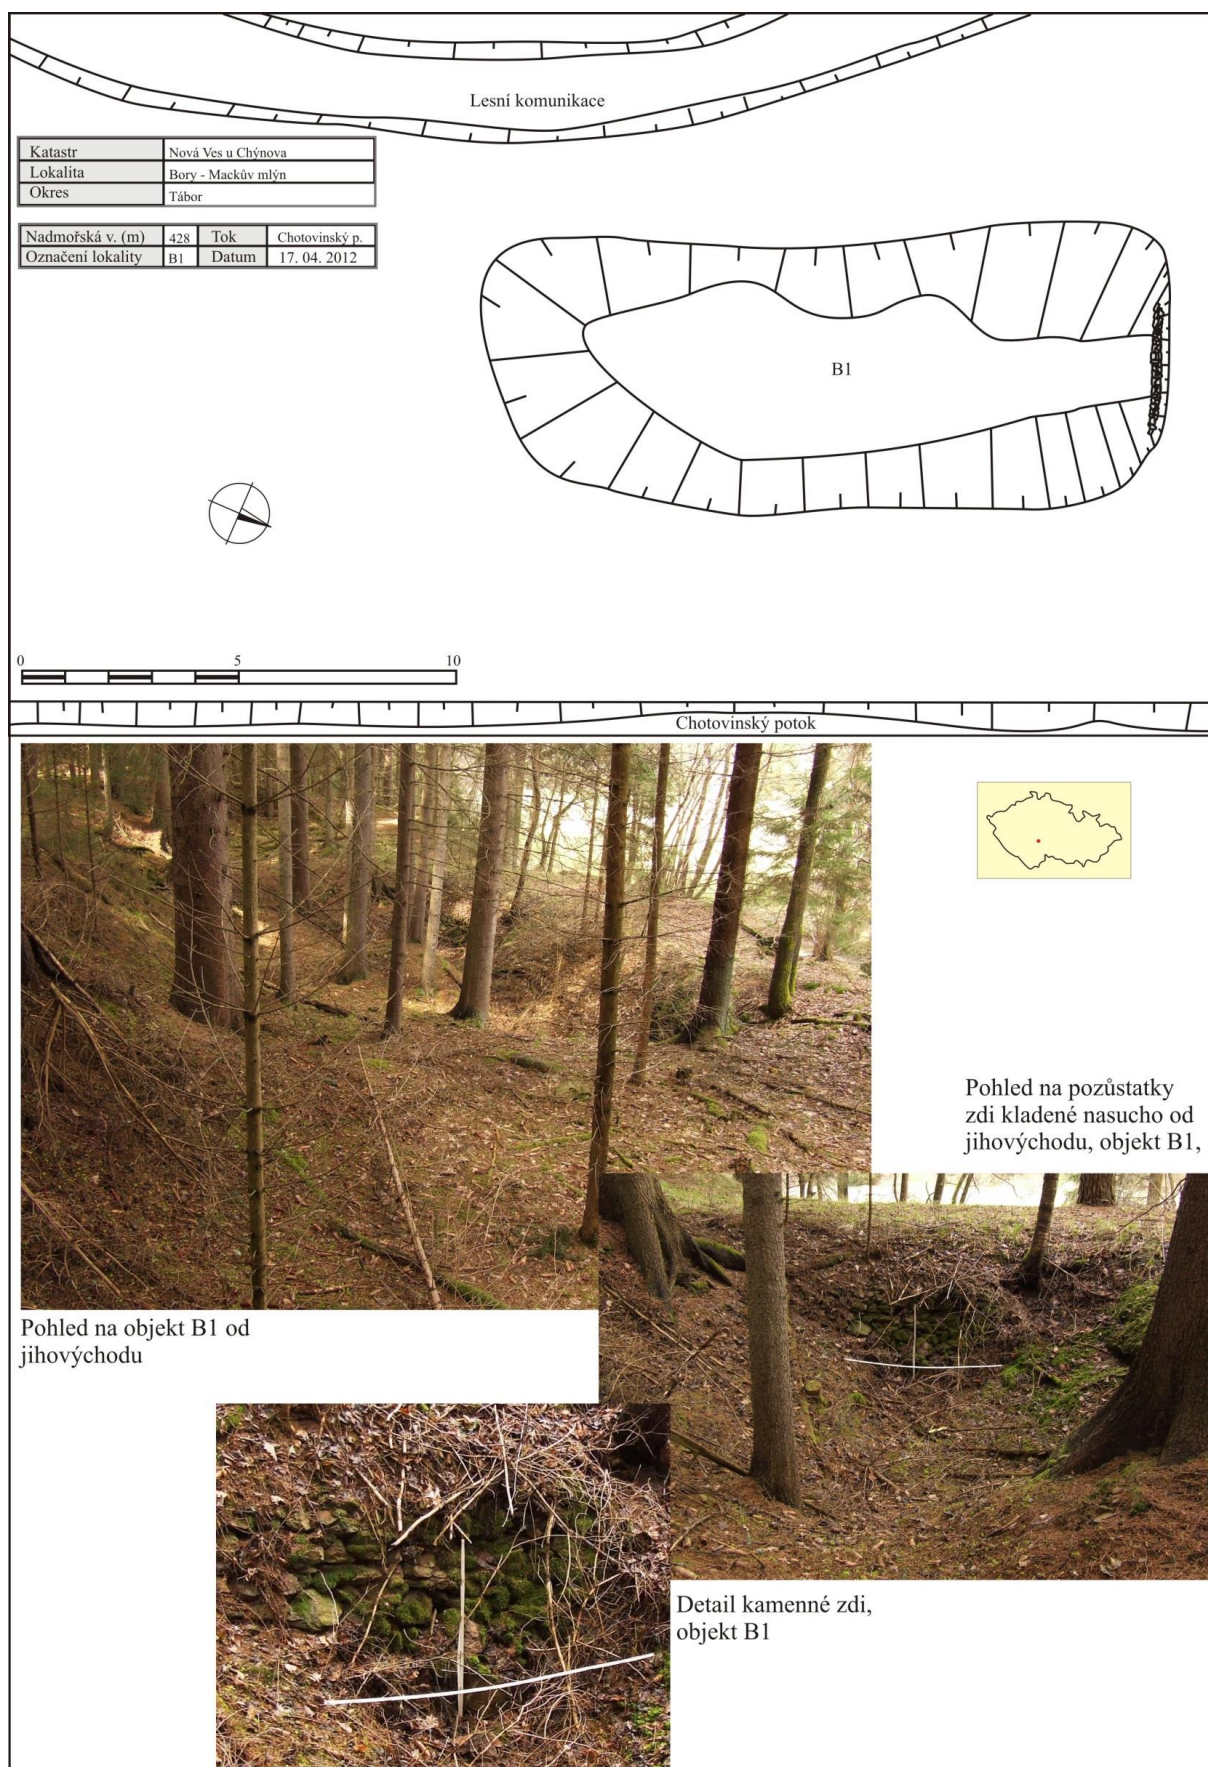 Lesní komunikace
Katastr Nová Ves u Chýnova
Lokalita Bory - Mackův mlýn
Okres Tábor
Nadmořská v. (m) 428 Tok Chotovinský p.
Označení lokality B1 Datum 17. 04. 2012
B1
0 5 10
Chotovinský potok
Pohled na pozůstatky
zdi kladené nasucho od
jihovýchodu, objekt B1,
Pohled na objekt B1 od
jihovýchodu
Detail kamenné zdi,
objekt B1